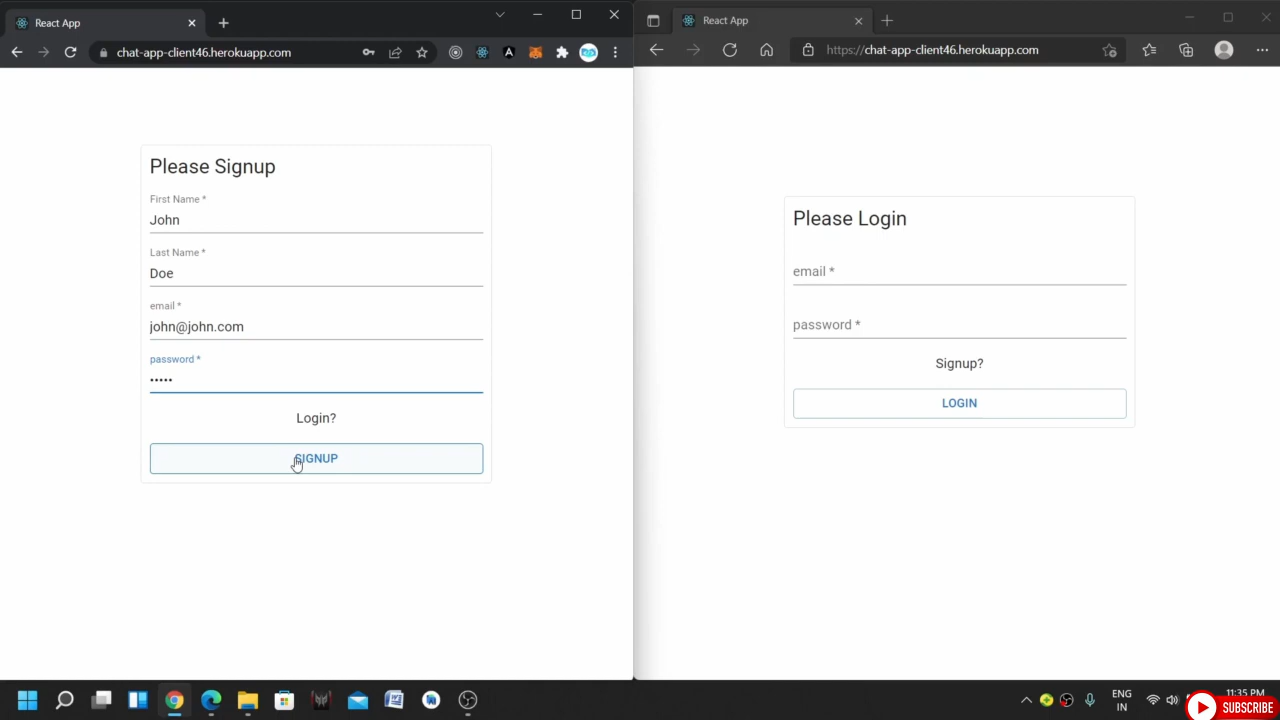 React App
chat-app-client46.herokuapp.com
Please Signup
First Name *
John
Last Name *
Doe
email *
john@john.com
password *
•••••
Login?
SIGNUP
React App
https://chat-app-client46.herokuapp.com
Please Login
email *
password *
Signup?
LOGIN
ENG
IN
11:35 PM
SUBSCRIBE